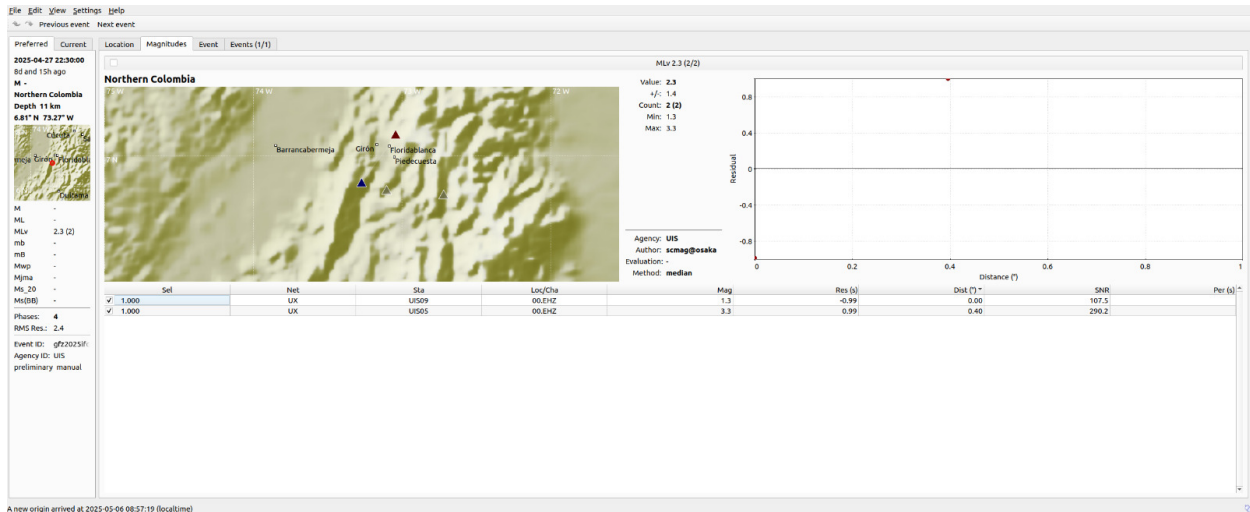 File Edit View Settings Help
Previous event Next event
Preferred Current
Location Magnitudes Event Events (1/1)
2025-04-27 22:30:00
8d and 15h ago
M -
Northern Colombia
Depth 11 km
6.81° N 73.27° W
Cúcuta
meja Girón Floridabl
Duitama
M -
ML -
MLv 2.3 (2)
mb -
mB -
Mwp -
Mjma -
Ms_20 -
Ms(BB) -
Phases: 4
RMS Res.: 2.4
Event ID: gfz2025ifc
Agency ID: UIS
preliminary manual
MLv 2.3 (2/2)
Northern Colombia
75 W 74 W 72 W
7 N
Barrancabermeja
Girón
Floridablanca
Piedecuesta
Value: 2.3
+/-: 1.4
Count: 2 (2)
Min: 1.3
Max: 3.3
Agency: UIS
Author: scmag@osaka
Evaluation: -
Method: median
Residual
0.8
0.4
0
-0.4
-0.8
0 0.2 0.4 0.6 0.8 1
Distance (°)
Sel Net Sta Loc/Cha Mag Res (s) Dist (°) SNR Per (s)
1.000 UX UIS09 00.EHZ 1.3 -0.99 0.00 107.5
1.000 UX UIS05 00.EHZ 3.3 0.99 0.40 290.2
A new origin arrived at 2025-05-06 08:57:19 (localtime)